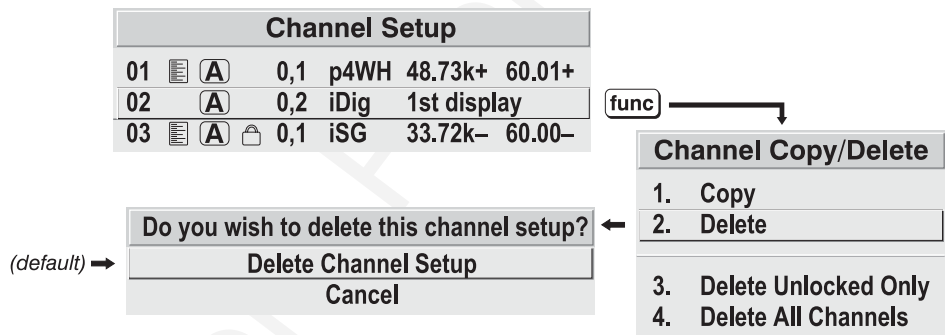 Channel Setup
01 A 0,1 p4WH 48.73k+ 60.01+
02 A 0,2 iDig 1st display
03 A 0,1 iSG 33.72k– 60.00–
func
Channel Copy/Delete
1. Copy
2. Delete
3. Delete Unlocked Only
4. Delete All Channels
Do you wish to delete this channel setup?
(default)
Delete Channel Setup
Cancel